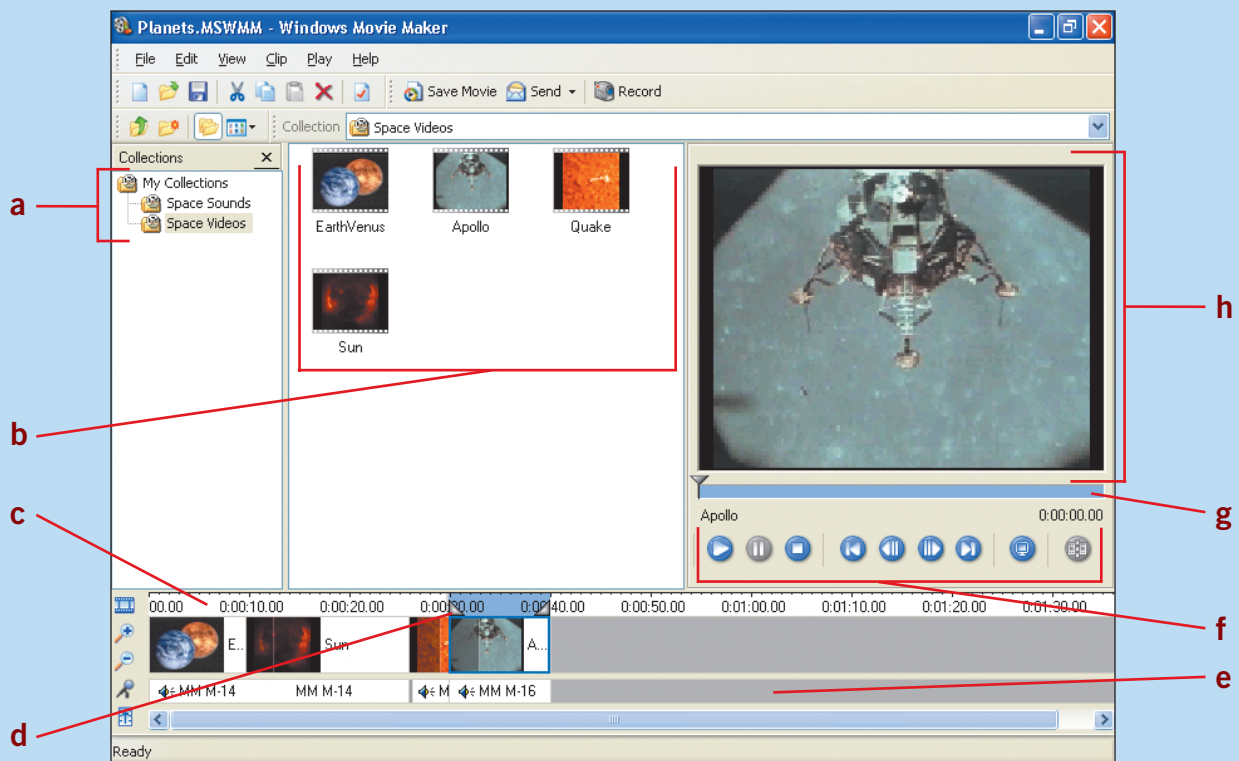 Planets.MSWMM - Windows Movie Maker
File Edit View Clip Play Help
Save Movie Send Record
Collection Space Videos
Collections
My Collections
Space Sounds
Space Videos
EarthVenus Apollo Quake
Sun
a
b
c
d
h
g
f
e
Apollo 0:00:00.00
00.00 0:00:10.00 0:00:20.00 0:00:30.00 0:00:40.00 0:00:50.00 0:01:00.00 0:01:10.00 0:01:20.00 0:01:30.00
E... Sun A...
MM M-14 MM M-14 M MM M-16
Ready